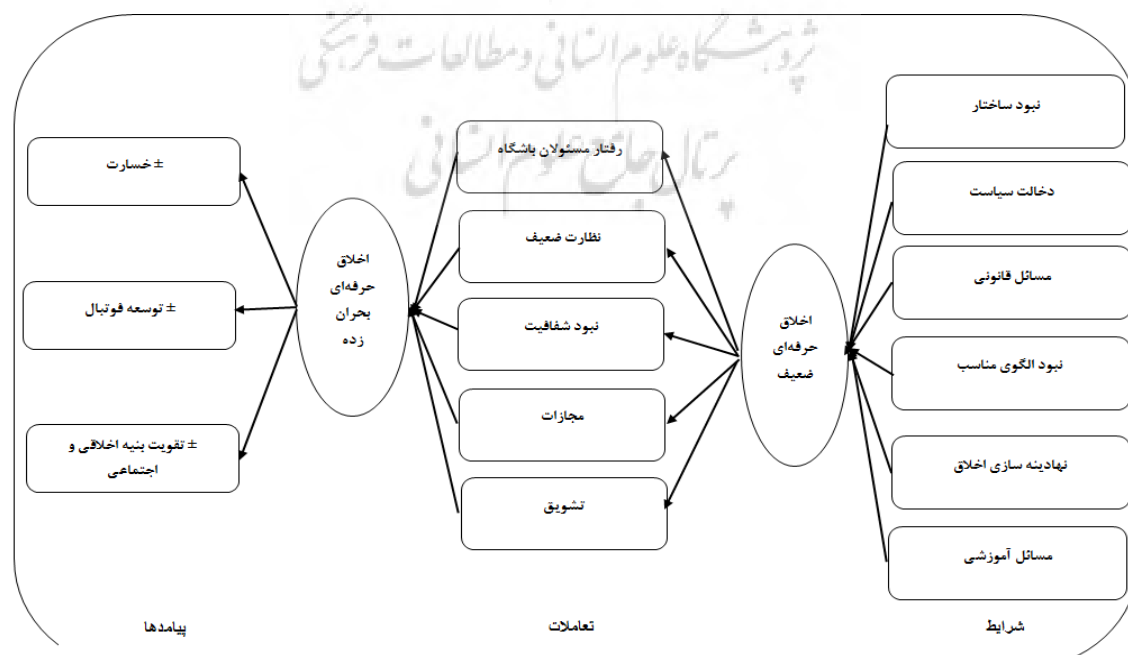 پژوهشگاه علوم انسانی و مطالعات فرهنگی
پرتال جامع علوم انسانی
نبود ساختار
دخالت سیاست
مسائل قانونی
نبود الگوی مناسب
نهادینه سازی اخلاق
مسائل آموزشی
شرایط
اخلاق
حرفه‌ای
ضعیف
رفتار مسئولان باشگاه
نظارت ضعیف
نبود شفافیت
مجازات
تشویق
تعاملات
اخلاق
حرفه‌ای
بحران
زده
± خسارت
± توسعه فوتبال
± تقویت بنیه اخلاقی و
اجتماعی
پیامدها